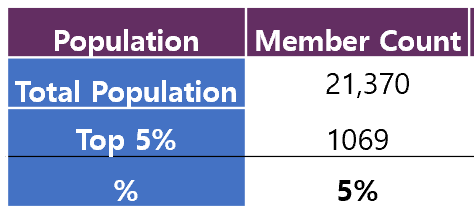 Population Member Count
Total Population 21,370
Top 5% 1069
% 5%